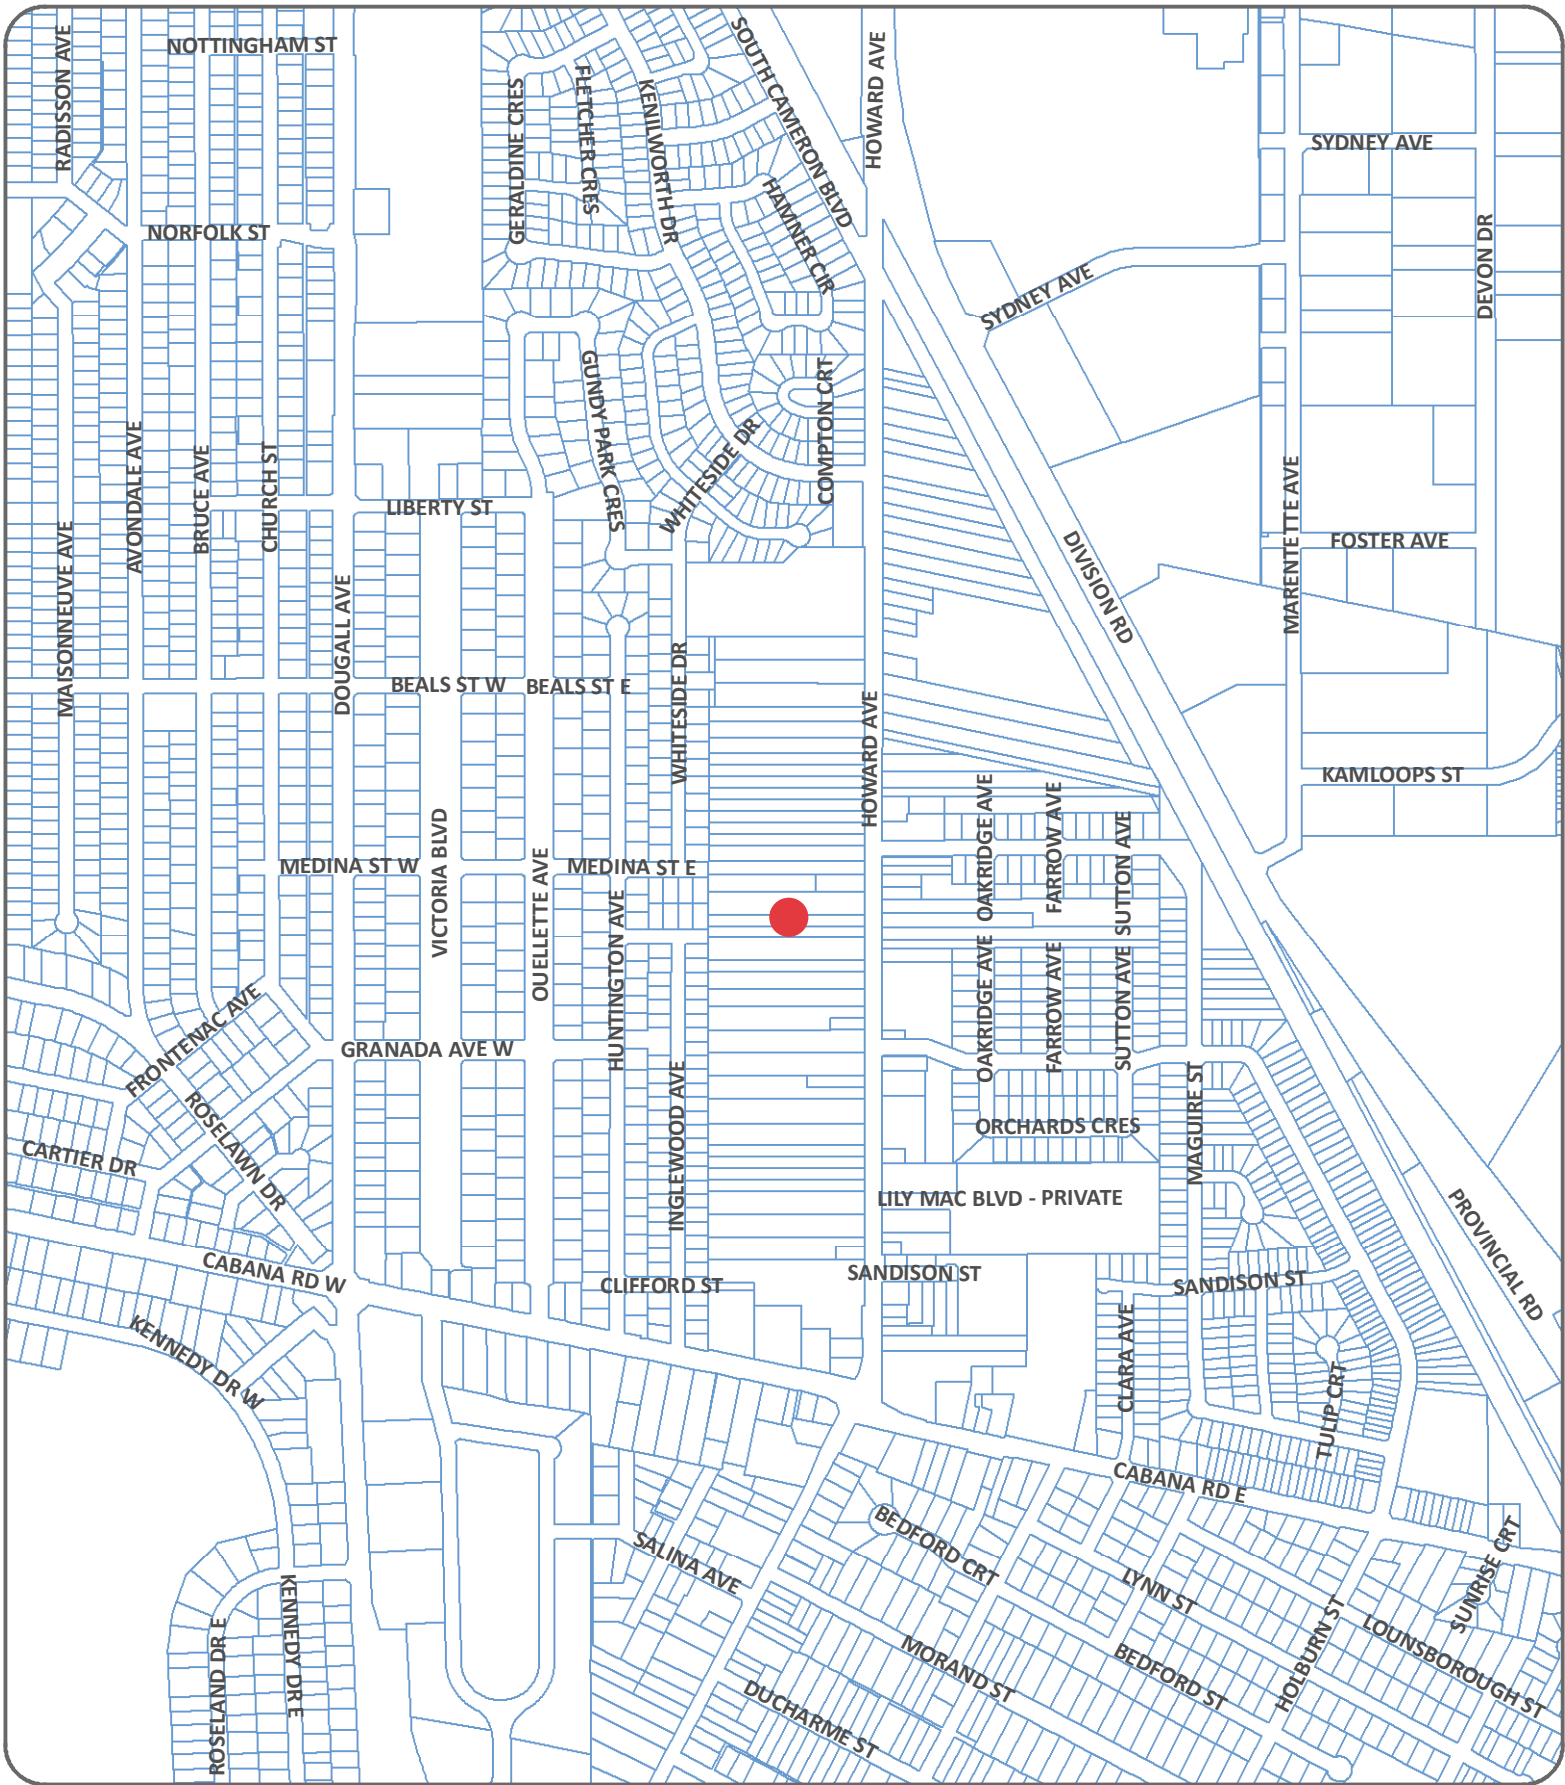 RADISSON AVE
NOTTINGHAM ST
SOUTH CAMERON BLVD
HOWARD AVE
GERALDINE CRES
FLETCHER CRES
KENILWORTH DR
SYDNEY AVE
HAMNER CIR
NORFOLK ST
DEVON DR
SYDNEY AVE
GUNDY PARK CRES
COMPTON CRT
WHITESIDE DR
AVONDALE AVE
BRUCE AVE
CHURCH ST
LIBERTY ST
MARENTETTE AVE
MAISONNEUVE AVE
DIVISION RD
FOSTER AVE
DOUGALL AVE
WHITESIDE DR
BEALS ST W
BEALS ST E
HOWARD AVE
KAMLOOPS ST
OAKRIDGE AVE
FARROW AVE
SUTTON AVE
VICTORIA BLVD
MEDINA ST W
OUELLETTE AVE
MEDINA ST E
HUNTINGTON AVE
OAKRIDGE AVE
FARROW AVE
SUTTON AVE
FRONTENAC AVE
GRANADA AVE W
INGLEWOOD AVE
MAGUIRE ST
ROSELAWN DR
ORCHARDS CRES
CARTIER DR
LILY MAC BLVD - PRIVATE
PROVINCIAL RD
CABANA RD W
CLIFFORD ST
SANDISON ST
SANDISON ST
KENNEDY DR W
CLARA AVE
TULIP CRT
CABANA RD E
BEDFORD CRT
SALINA AVE
SUNRISE CRT
LYNN ST
KENNEDY DR E
ROSELAND DR E
HOLBURN ST
LOUNSBOROUGH ST
MORAND ST
BEDFORD ST
DUCHARME ST